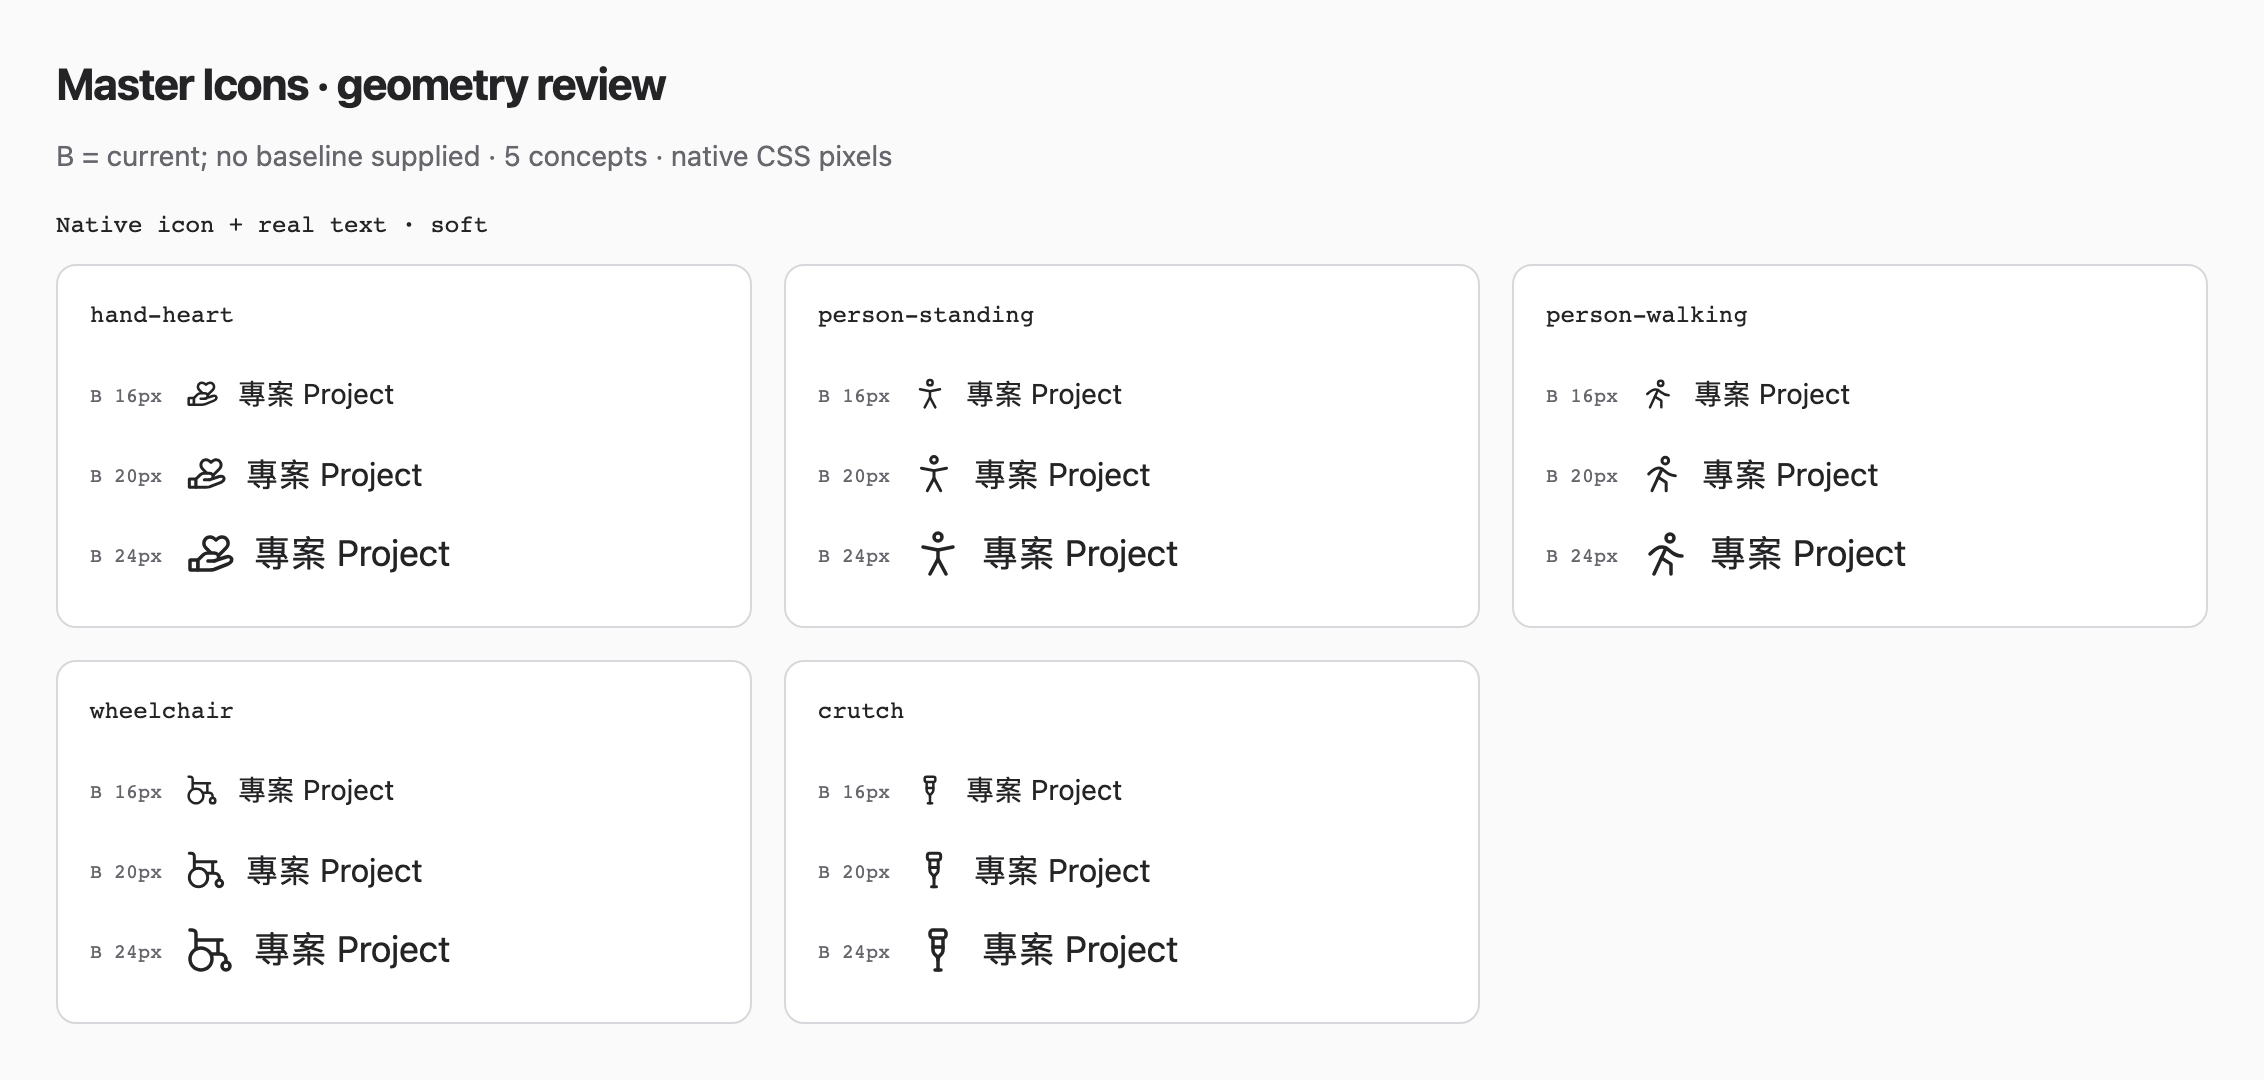 Master Icons · geometry review
B = current; no baseline supplied · 5 concepts · native CSS pixels
Native icon + real text · soft
hand-heart
B 16px 專案 Project
B 20px 專案 Project
B 24px 專案 Project
person-standing
B 16px 專案 Project
B 20px 專案 Project
B 24px 專案 Project
person-walking
B 16px 專案 Project
B 20px 專案 Project
B 24px 專案 Project
wheelchair
B 16px 專案 Project
B 20px 專案 Project
B 24px 專案 Project
crutch
B 16px 專案 Project
B 20px 專案 Project
B 24px 專案 Project